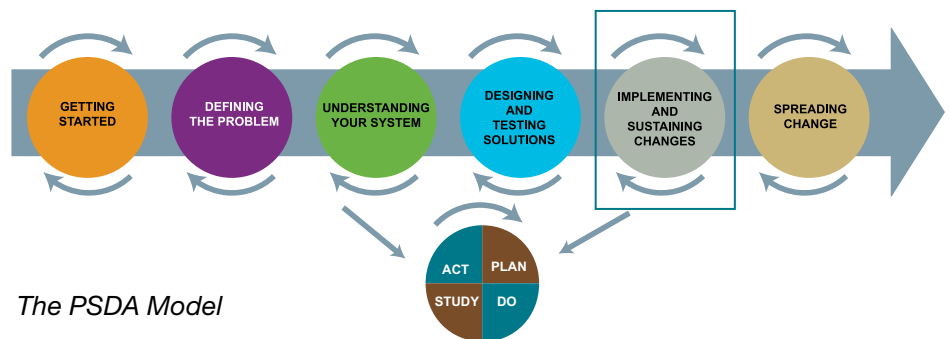 GETTING
STARTED
DEFINING
THE PROBLEM
UNDERSTANDING
YOUR SYSTEM
DESIGNING
AND
TESTING
SOLUTIONS
IMPLEMENTING
AND
SUSTAINING
CHANGES
SPREADING
CHANGE
ACT
PLAN
STUDY
DO
The PSDA Model